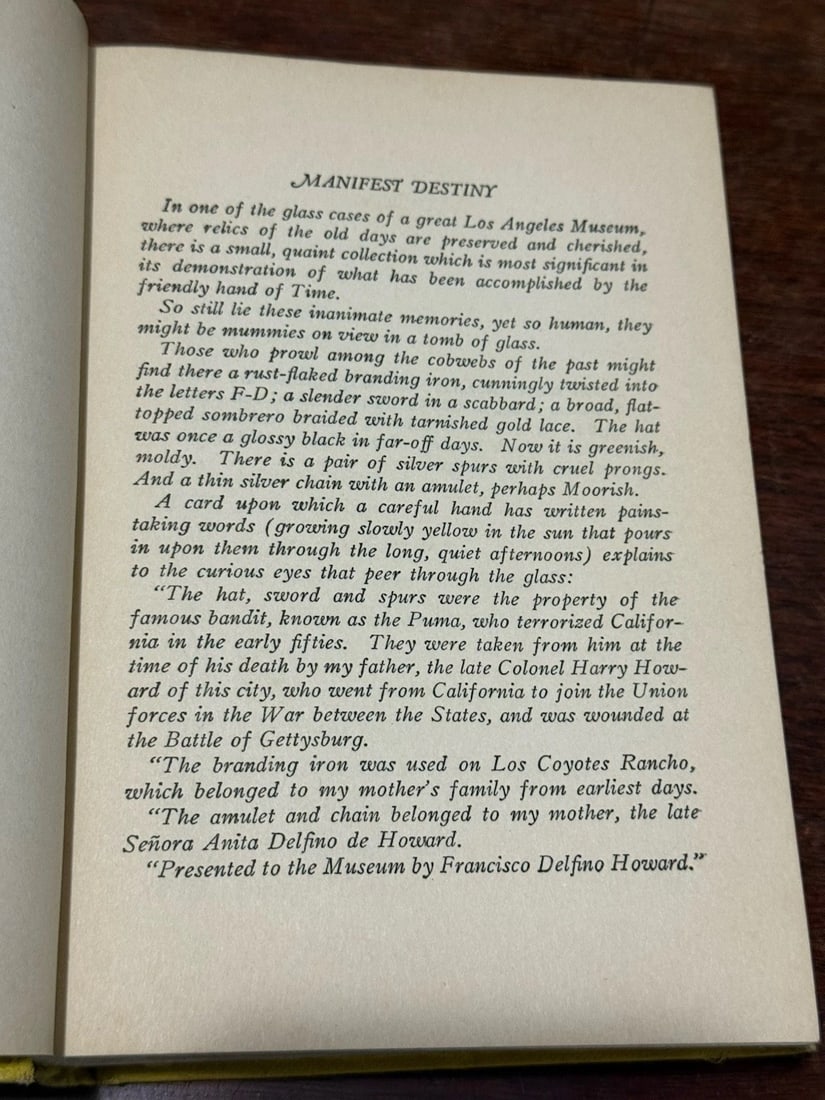 MANIFEST DESTINY
In one of the glass cases of a great Los Angeles Museum,
where relics of the old days are preserved and cherished,
there is a small, quaint collection which is most significant in
its demonstration of what has been accomplished by the
friendly hand of Time.
So still lie these inanimate memories, yet so human, they
might be mummies on view in a tomb of glass.
Those who prowl among the cobwebs of the past might
find there a rust-flaked branding iron, cunningly twisted into
the letters F-D; a slender sword in a scabbard; a broad, flat-
topped sombrero braided with tarnished gold lace. The hat
was once a glossy black in far-off days. Now it is greenish,
moldy. There is a pair of silver spurs with cruel prongs.
And a thin silver chain with an amulet, perhaps Moorish.
A card upon which a careful hand has written pains-
taking words (growing slowly yellow in the sun that pours
in upon them through the long, quiet afternoons) explains
to the curious eyes that peer through the glass:
"The hat, sword and spurs were the property of the
famous bandit, known as the Puma, who terrorized Califor-
nia in the early fifties. They were taken from him at the
time of his death by my father, the late Colonel Harry How-
ard of this city, who went from California to join the Union
forces in the War between the States, and was wounded at
the Battle of Gettysburg.
"The branding iron was used on Los Coyotes Rancho,
which belonged to my mother's family from earliest days.
"The amulet and chain belonged to my mother, the late
Señora Anita Delfino de Howard.
"Presented to the Museum by Francisco Delfino Howard."